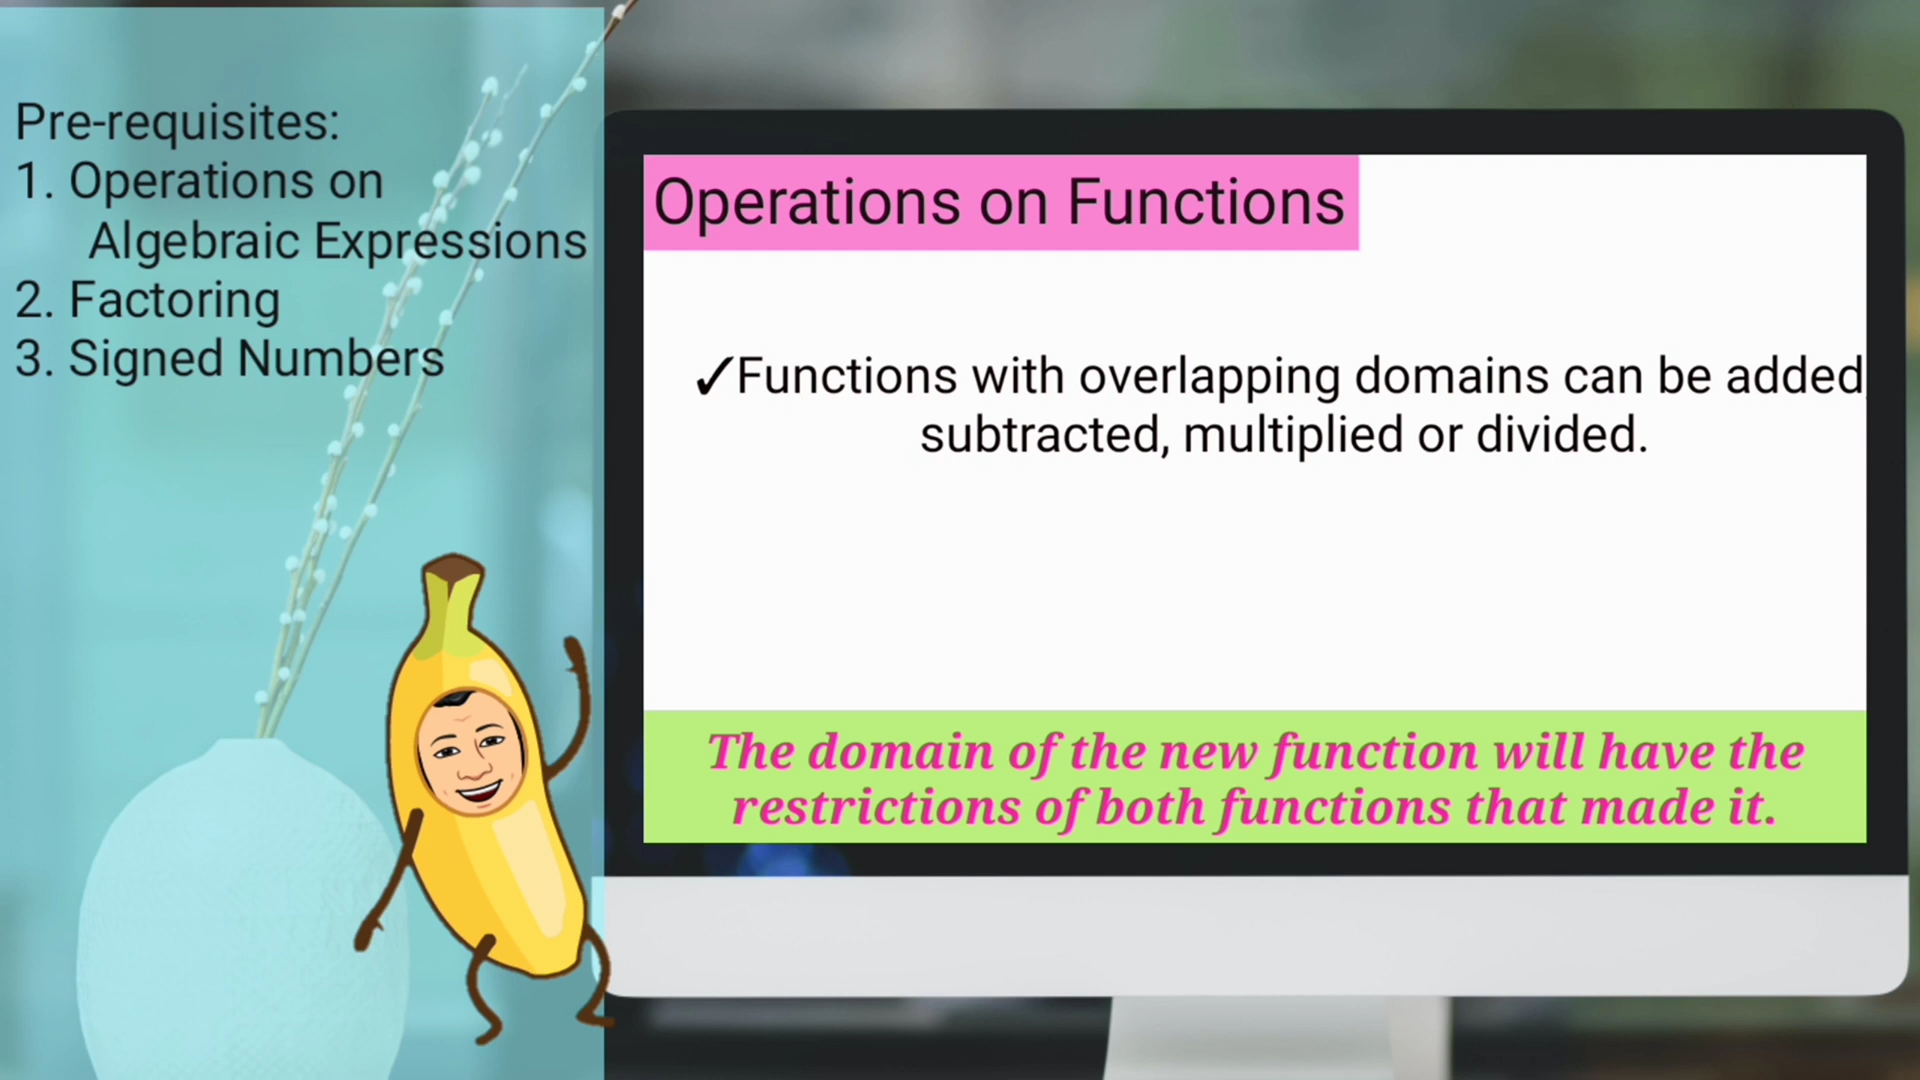 Pre-requisites:
1. Operations on
Algebraic Expressions
2. Factoring
3. Signed Numbers
Operations on Functions
✓Functions with overlapping domains can be added,
subtracted, multiplied or divided.
The domain of the new function will have the
restrictions of both functions that made it.